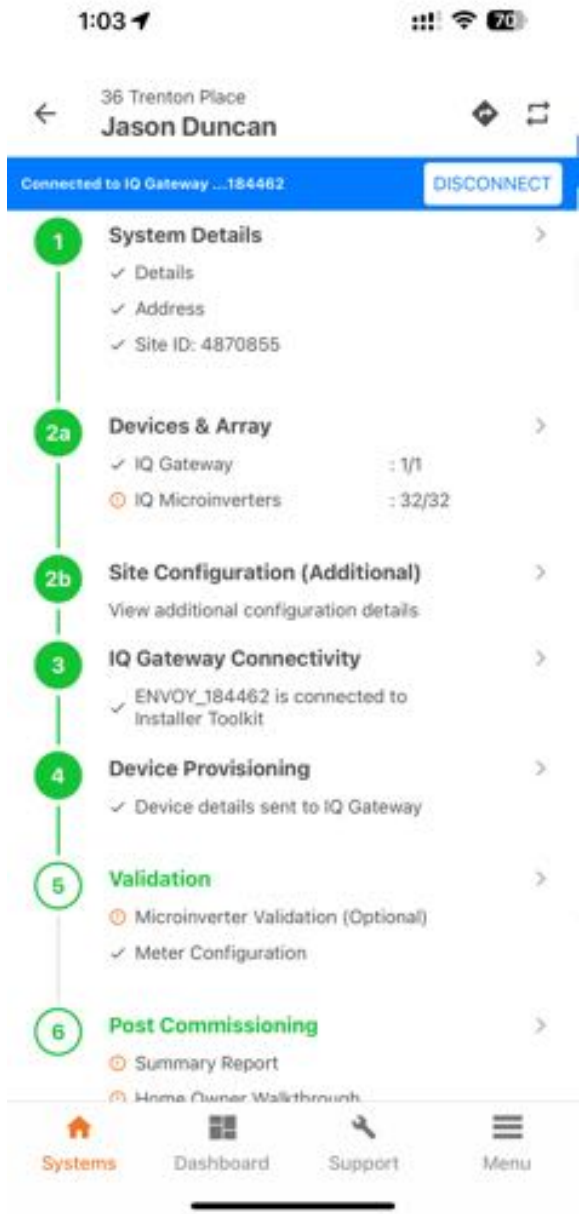 1:03
70
36 Trenton Place
Jason Duncan
Connected to IQ Gateway ...184462
DISCONNECT
1
System Details
Details
Address
Site ID: 4870855
2a
Devices & Array
IQ Gateway : 1/1
IQ Microinverters : 32/32
2b
Site Configuration (Additional)
View additional configuration details
3
IQ Gateway Connectivity
ENVOY_184462 is connected to
Installer Toolkit
4
Device Provisioning
Device details sent to IQ Gateway
5
Validation
Microinverter Validation (Optional)
Meter Configuration
6
Post Commissioning
Summary Report
Home Owner Walkthrough
Systems
Dashboard
Support
Menu